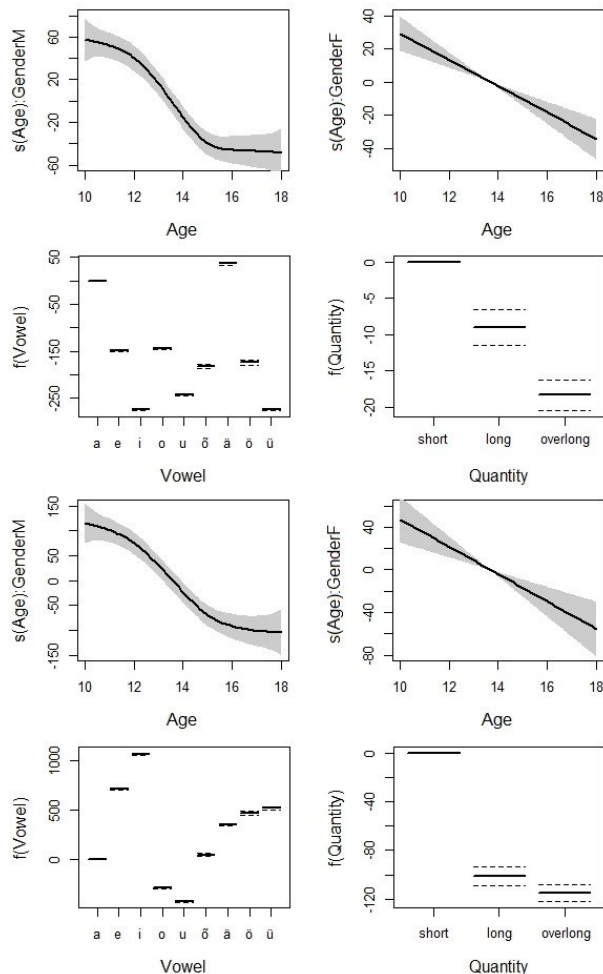 s(Age):GenderM
60
20
-20
-60
10 12 14 16 18
Age
s(Age):GenderF
40
20
0
-20
-40
10 12 14 16 18
Age
f(Vowel)
50
-50
-150
-250
a e i o u õ ä ö ü
Vowel
f(Quantity)
0
-5
-10
-15
-20
short long overlong
Quantity
s(Age):GenderM
150
50
0
-50
-150
10 12 14 16 18
Age
s(Age):GenderF
40
0
-40
-80
10 12 14 16 18
Age
f(Vowel)
1000
500
0
a e i o u õ ä ö ü
Vowel
f(Quantity)
0
-40
-80
-120
short long overlong
Quantity